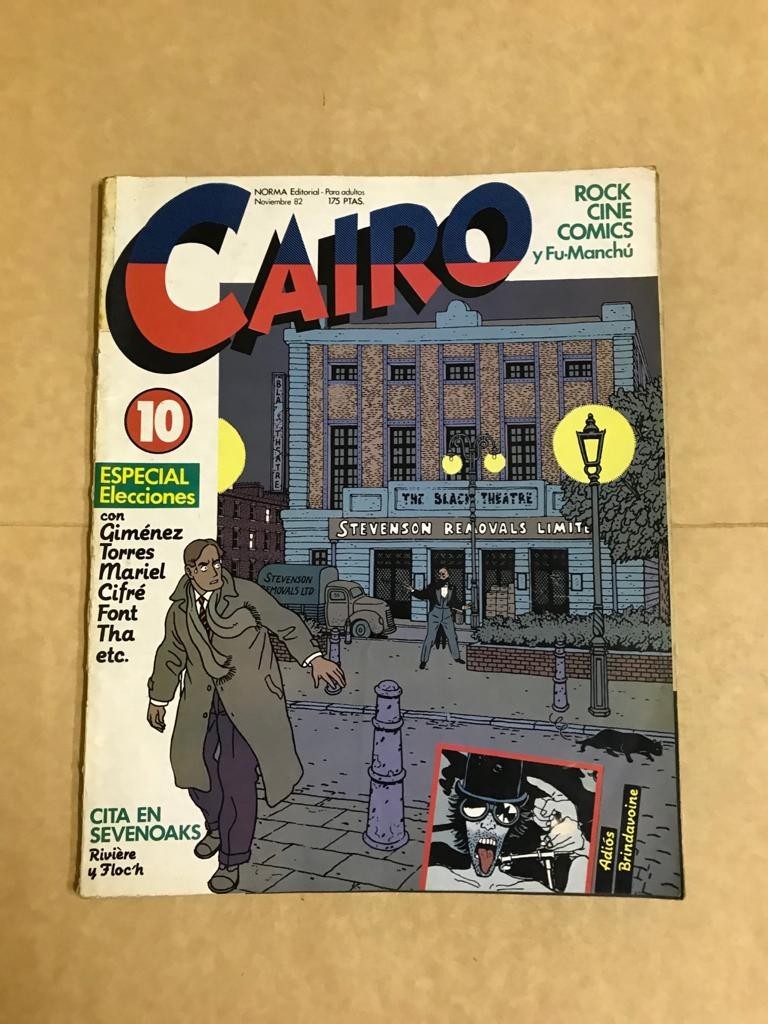 NORMA Editorial - Para adultos
Noviembre 82 175 PTAS.
CAIRO
ROCK
CINE
COMICS
y Fu-Manchú
10
ESPECIAL
Elecciones
con
Giménez
Torres
Mariel
Cifré
Font
Tha
etc.
THE BLACK THEATRE
STEVENSON REMOVALS LIMITE
STEVENSON
REMOVALS LTD
CITA EN
SEVENOAKS
Rivière
y Floc'h
Adiós
Brindavoine